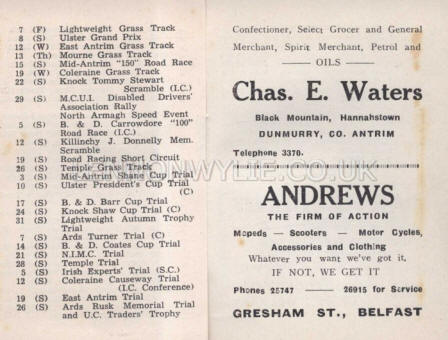 7 (F) Lightweight Grass Track
8 (S) Ulster Grand Prix
12 (W) East Antrim Grass Track
13 (Th) Mourne Grass Track
15 (S) Mid-Antrim "150" Road Race
19 (W) Coleraine Grass Track
22 (S) Knock Tommy Stewart
Scramble (I.C.)
29 (S) M.C.U.I. Disabled Drivers'
Association Rally
North Armagh Speed Event
5 (S) B. & D. Carrowdore "100"
Road Race (I.C.)
12 (S) Killinchy J. Donnelly Mem.
Scramble
19 (S) Road Racing Short Circuit
26 (S) Temple Grass Track
3 (S) Mid-Antrim Shane Cup Trial
10 (S) Ulster President's Cup Trial
(C)
17 (S) B. & D. Barr Cup Trial
24 (S) Knock Shaw Cup Trial (C)
31 (S) Lightweight Autumn Trophy
Trial
7 (S) Ards Turner Trial (C)
14 (S) B. & D. Coates Cup Trial
21 (S) N.I.M.C. Trial
28 (S) Temple Trial
5 (S) Irish Experts' Trial (S.C.)
12 (S) Coleraine Causeway Trial
(I.C. Conference)
19 (S) East Antrim Trial
26 (S) Ards Rusk Memorial Trial
and U.C. Traders' Trophy
Confectioner, Select Grocer and General
Merchant, Spirit Merchant, Petrol and
—— OILS ——
Chas. E. Waters
Black Mountain, Hannahstown
DUNMURRY, CO. ANTRIM
Telephone 3370.
ANDREWS
THE FIRM OF ACTION
Mopeds — Scooters — Motor Cycles,
Accessories and Clothing
Whatever you want we've got it,
IF NOT, WE GET IT
Phones 25747 —— 26915 for Service
GRESHAM ST., BELFAST